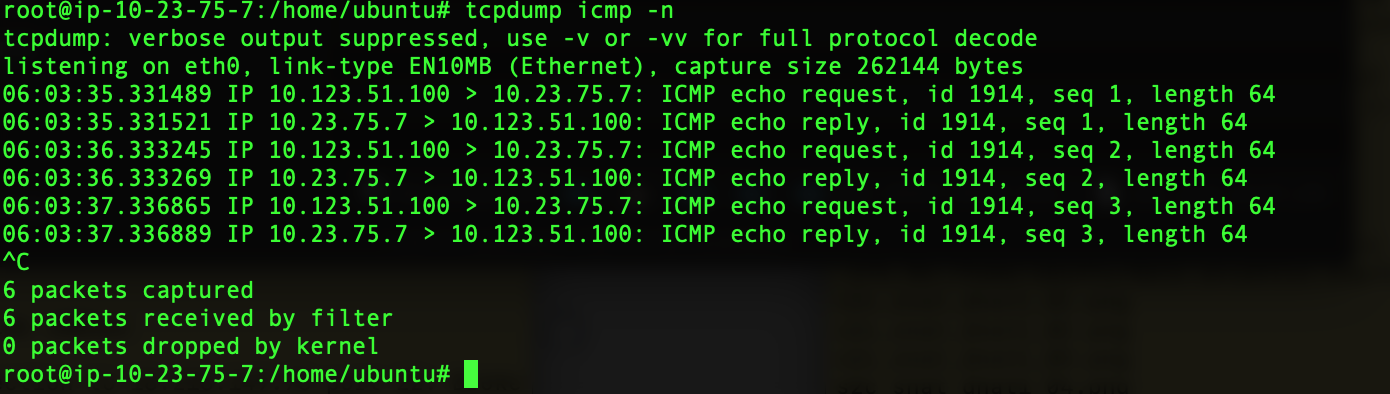 root@ip-10-23-75-7:/home/ubuntu# tcpdump icmp -n
tcpdump: verbose output suppressed, use -v or -vv for full protocol decode
listening on eth0, link-type EN10MB (Ethernet), capture size 262144 bytes
06:03:35.331489 IP 10.123.51.100 > 10.23.75.7: ICMP echo request, id 1914, seq 1, length 64
06:03:35.331521 IP 10.23.75.7 > 10.123.51.100: ICMP echo reply, id 1914, seq 1, length 64
06:03:36.333245 IP 10.123.51.100 > 10.23.75.7: ICMP echo request, id 1914, seq 2, length 64
06:03:36.333269 IP 10.23.75.7 > 10.123.51.100: ICMP echo reply, id 1914, seq 2, length 64
06:03:37.336865 IP 10.123.51.100 > 10.23.75.7: ICMP echo request, id 1914, seq 3, length 64
06:03:37.336889 IP 10.23.75.7 > 10.123.51.100: ICMP echo reply, id 1914, seq 3, length 64
^C
6 packets captured
6 packets received by filter
0 packets dropped by kernel
root@ip-10-23-75-7:/home/ubuntu#